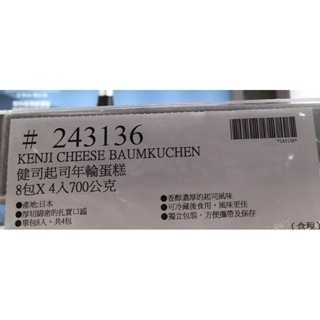 # 243136
*243136*
KENJI CHEESE BAUMKUCHEN
健司起司年輪蛋糕
8包X 4入700公克
●產地:日本
●厚切綿密的扎實口感
●單包8入，共4包
●香醇濃厚的起司風味
●可冷藏後食用，風味更佳
●獨立包裝，方便攜帶及保存
(含稅)